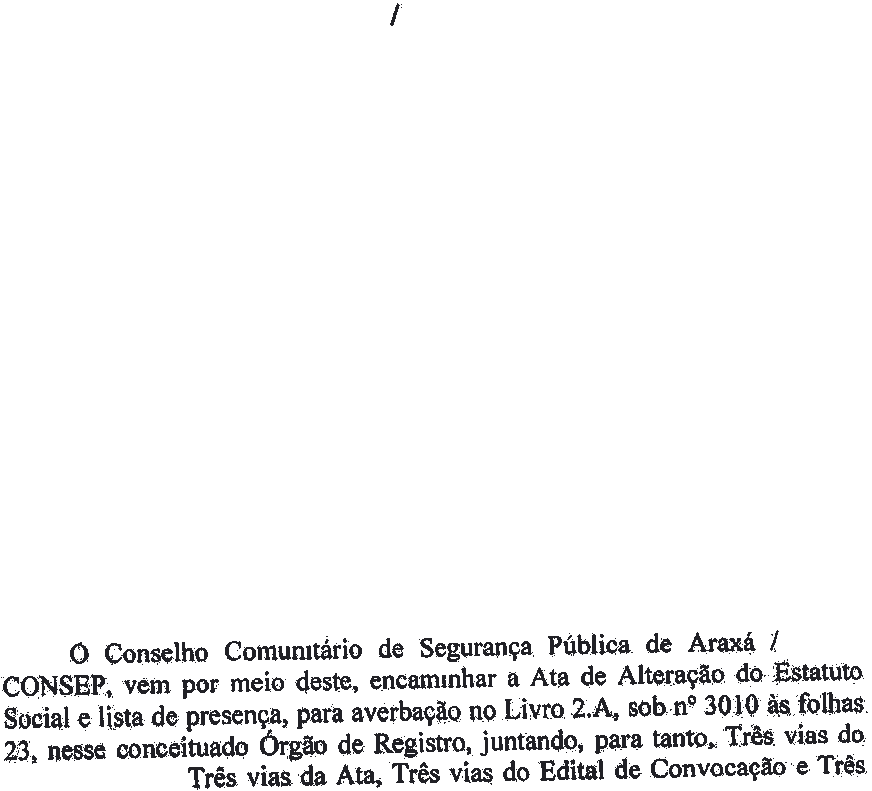 /
O Conselho Comunitário de Segurança Pública de Araxá /
CONSEP, vem por meio deste, encaminhar a Ata de Alteração do Estatuto
Social e lista de presença, para averbação no Livro 2.A, sob nº 3010 às folhas
23, nesse conceituado Órgão de Registro, juntando, para tanto, Três vias do
Três vias da Ata, Três vias do Edital de Convocação e Três